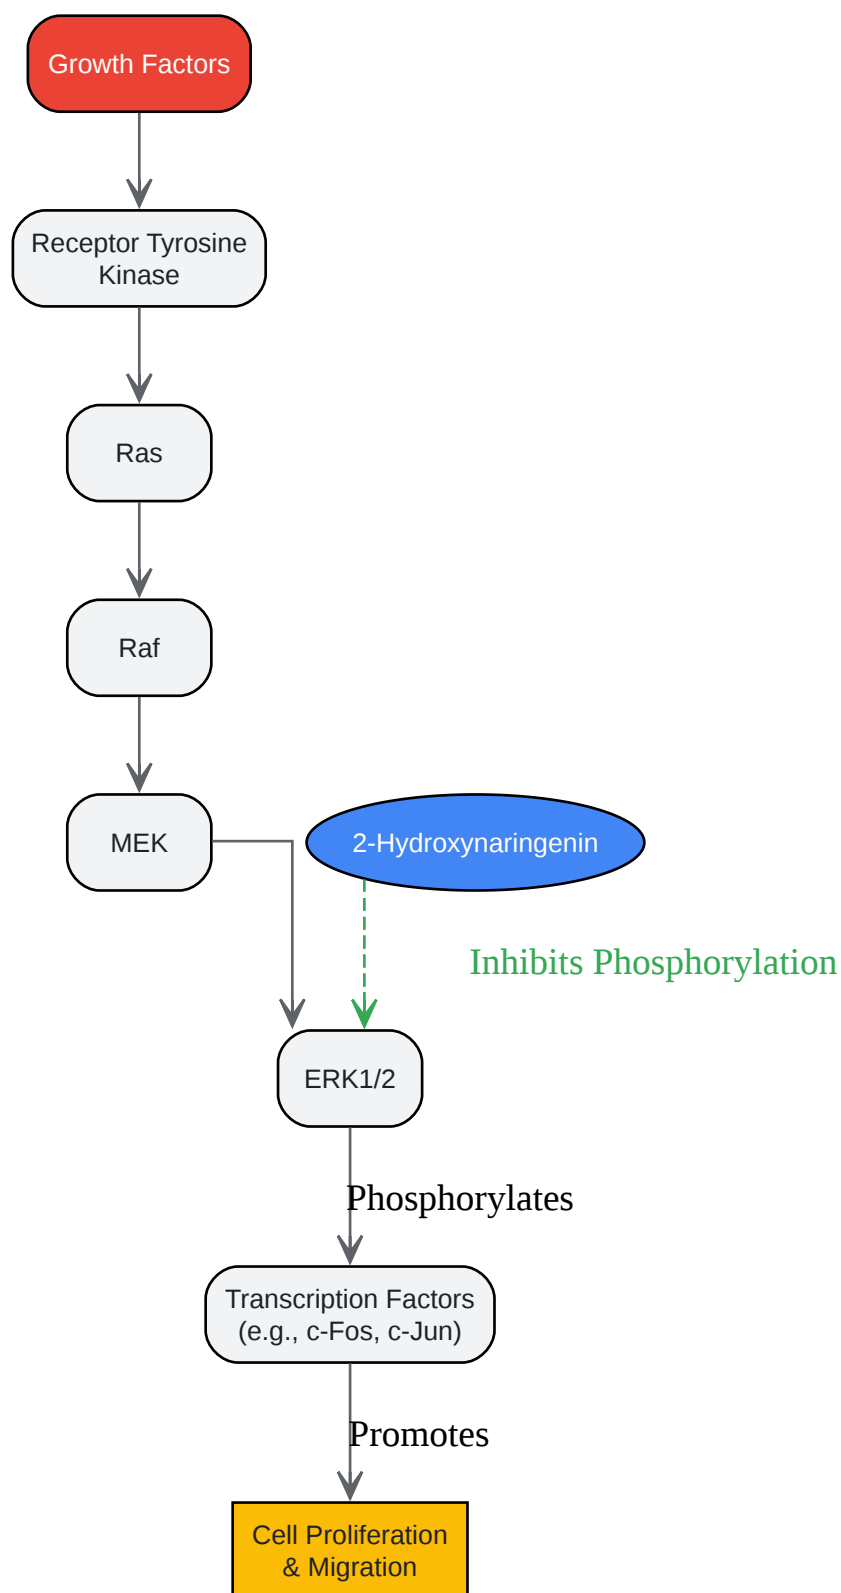 Growth Factors
Receptor Tyrosine
Kinase
Ras
Raf
MEK
2-Hydroxynaringenin
Inhibits Phosphorylation
ERK1/2
Phosphorylates
Transcription Factors
(e.g., c-Fos, c-Jun)
Promotes
Cell Proliferation
& Migration